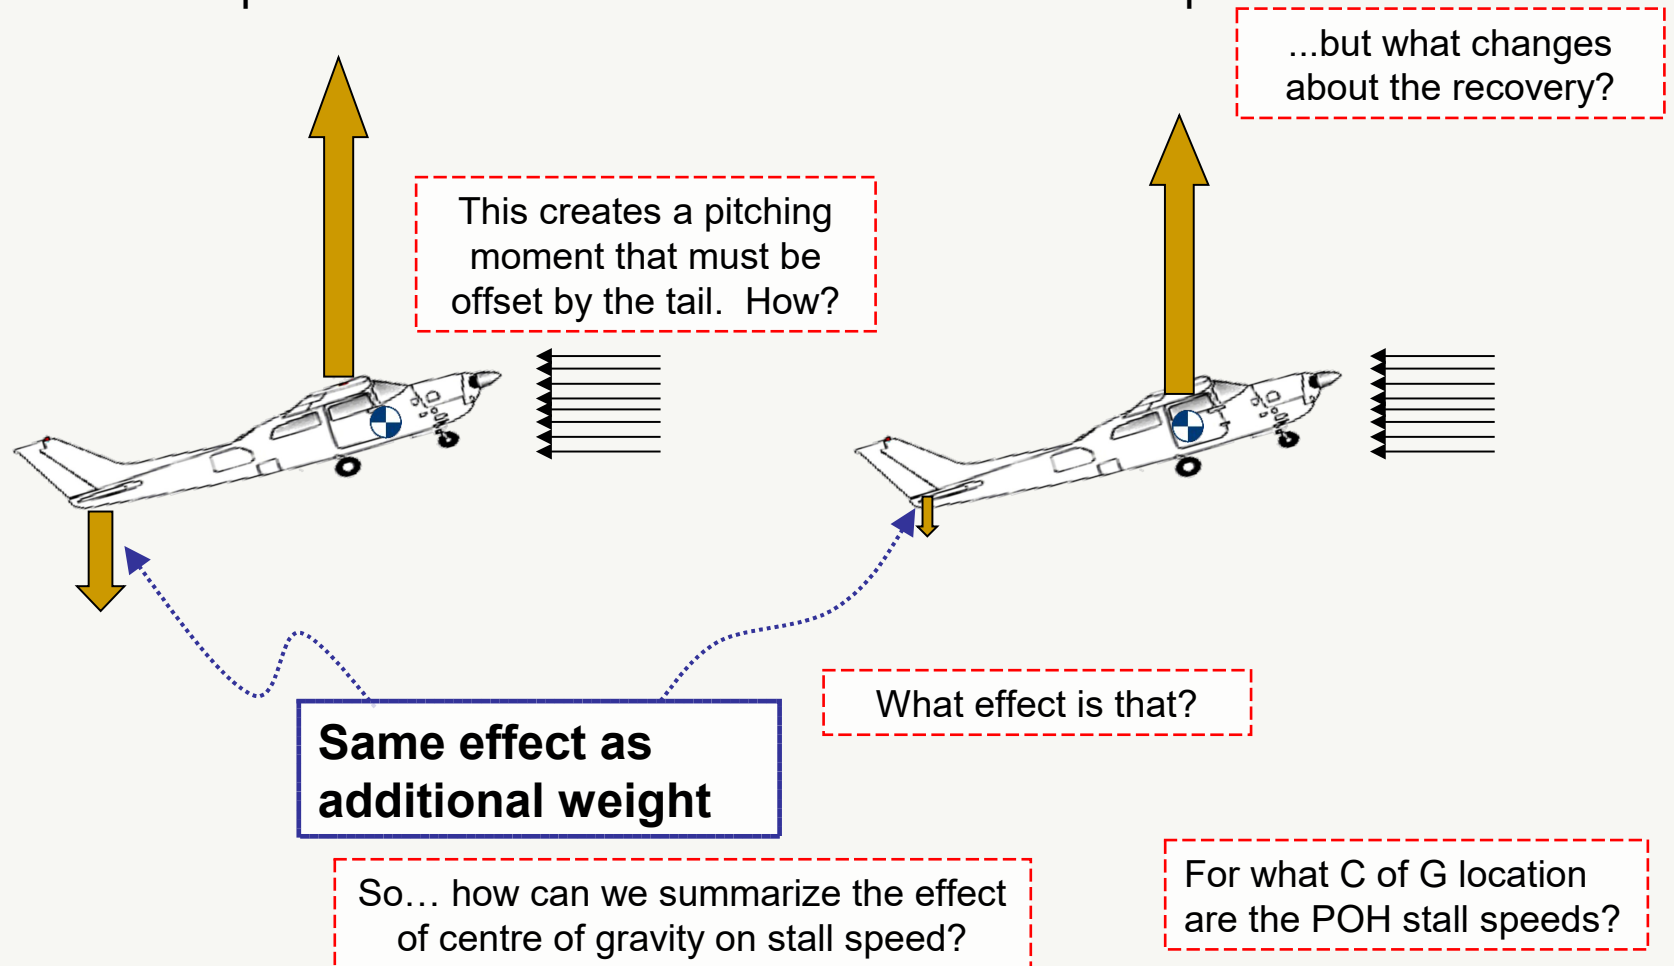 ...but what changes
about the recovery?
This creates a pitching
moment that must be
offset by the tail.  How?
What effect is that?
Same effect as
additional weight
So… how can we summarize the effect
of centre of gravity on stall speed?
For what C of G location
are the POH stall speeds?